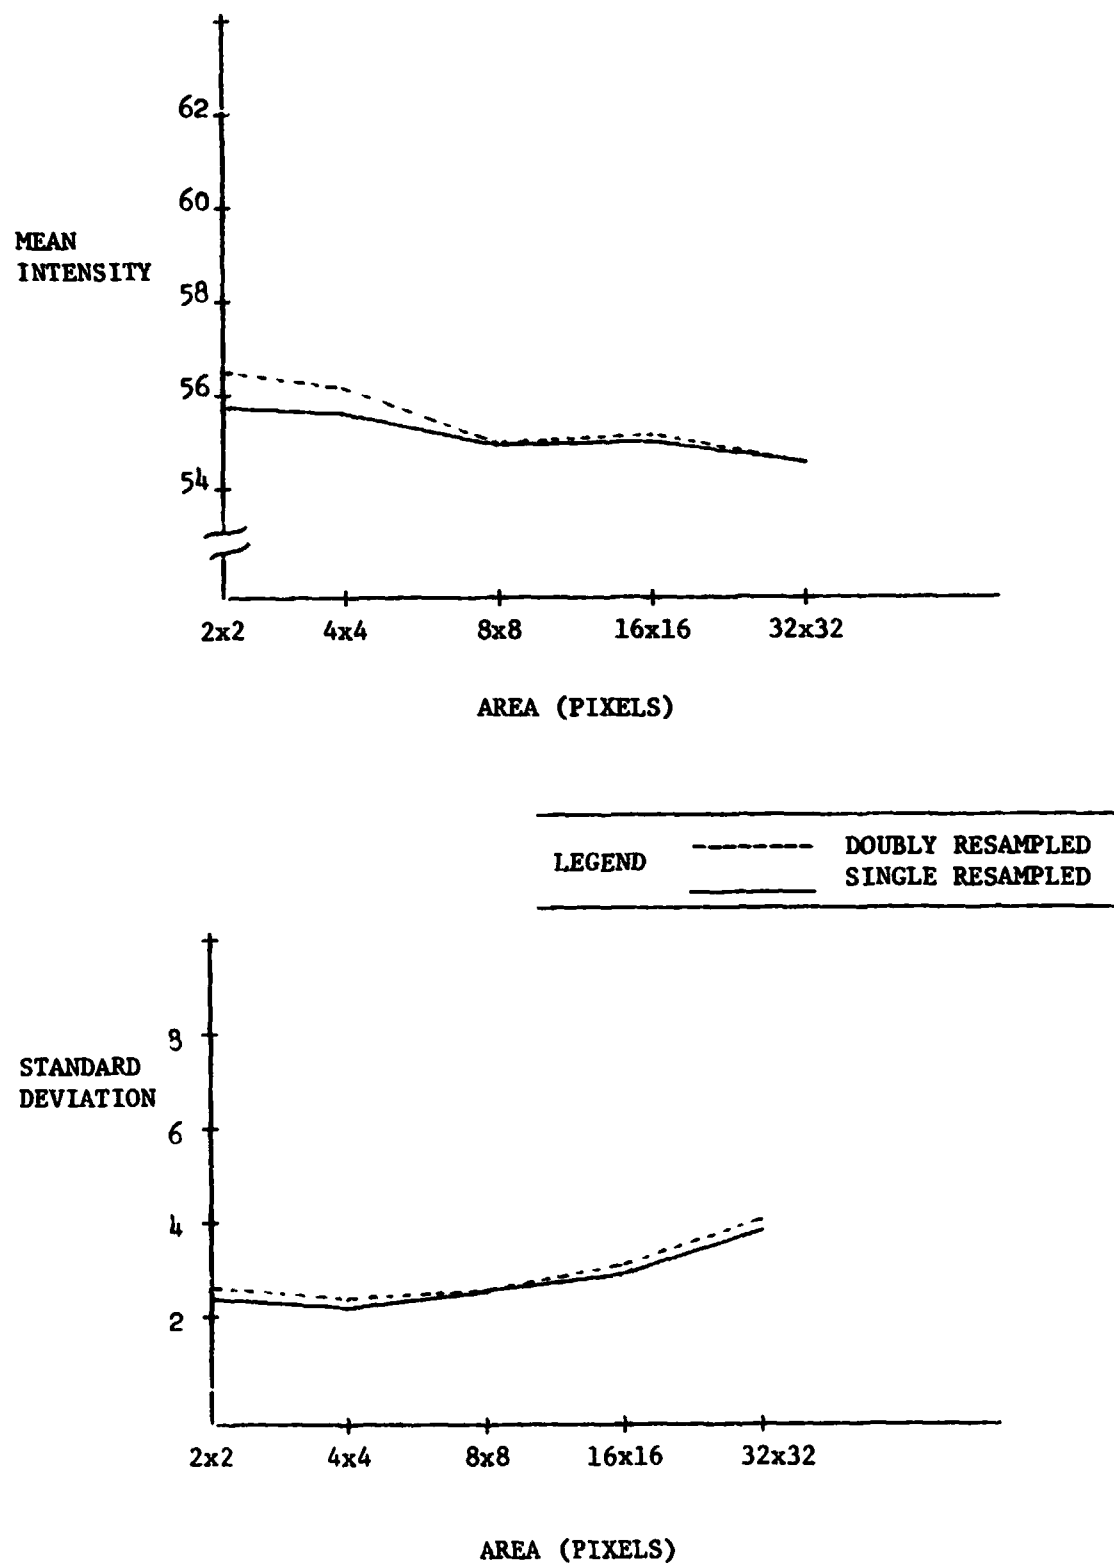 62
60
MEAN
INTENSITY
58
56
54
2x2 4x4 8x8 16x16 32x32
AREA (PIXELS)
LEGEND
DOUBLY RESAMPLED
SINGLE RESAMPLED
8
STANDARD
DEVIATION
6
4
2
2x2 4x4 8x8 16x16 32x32
AREA (PIXELS)